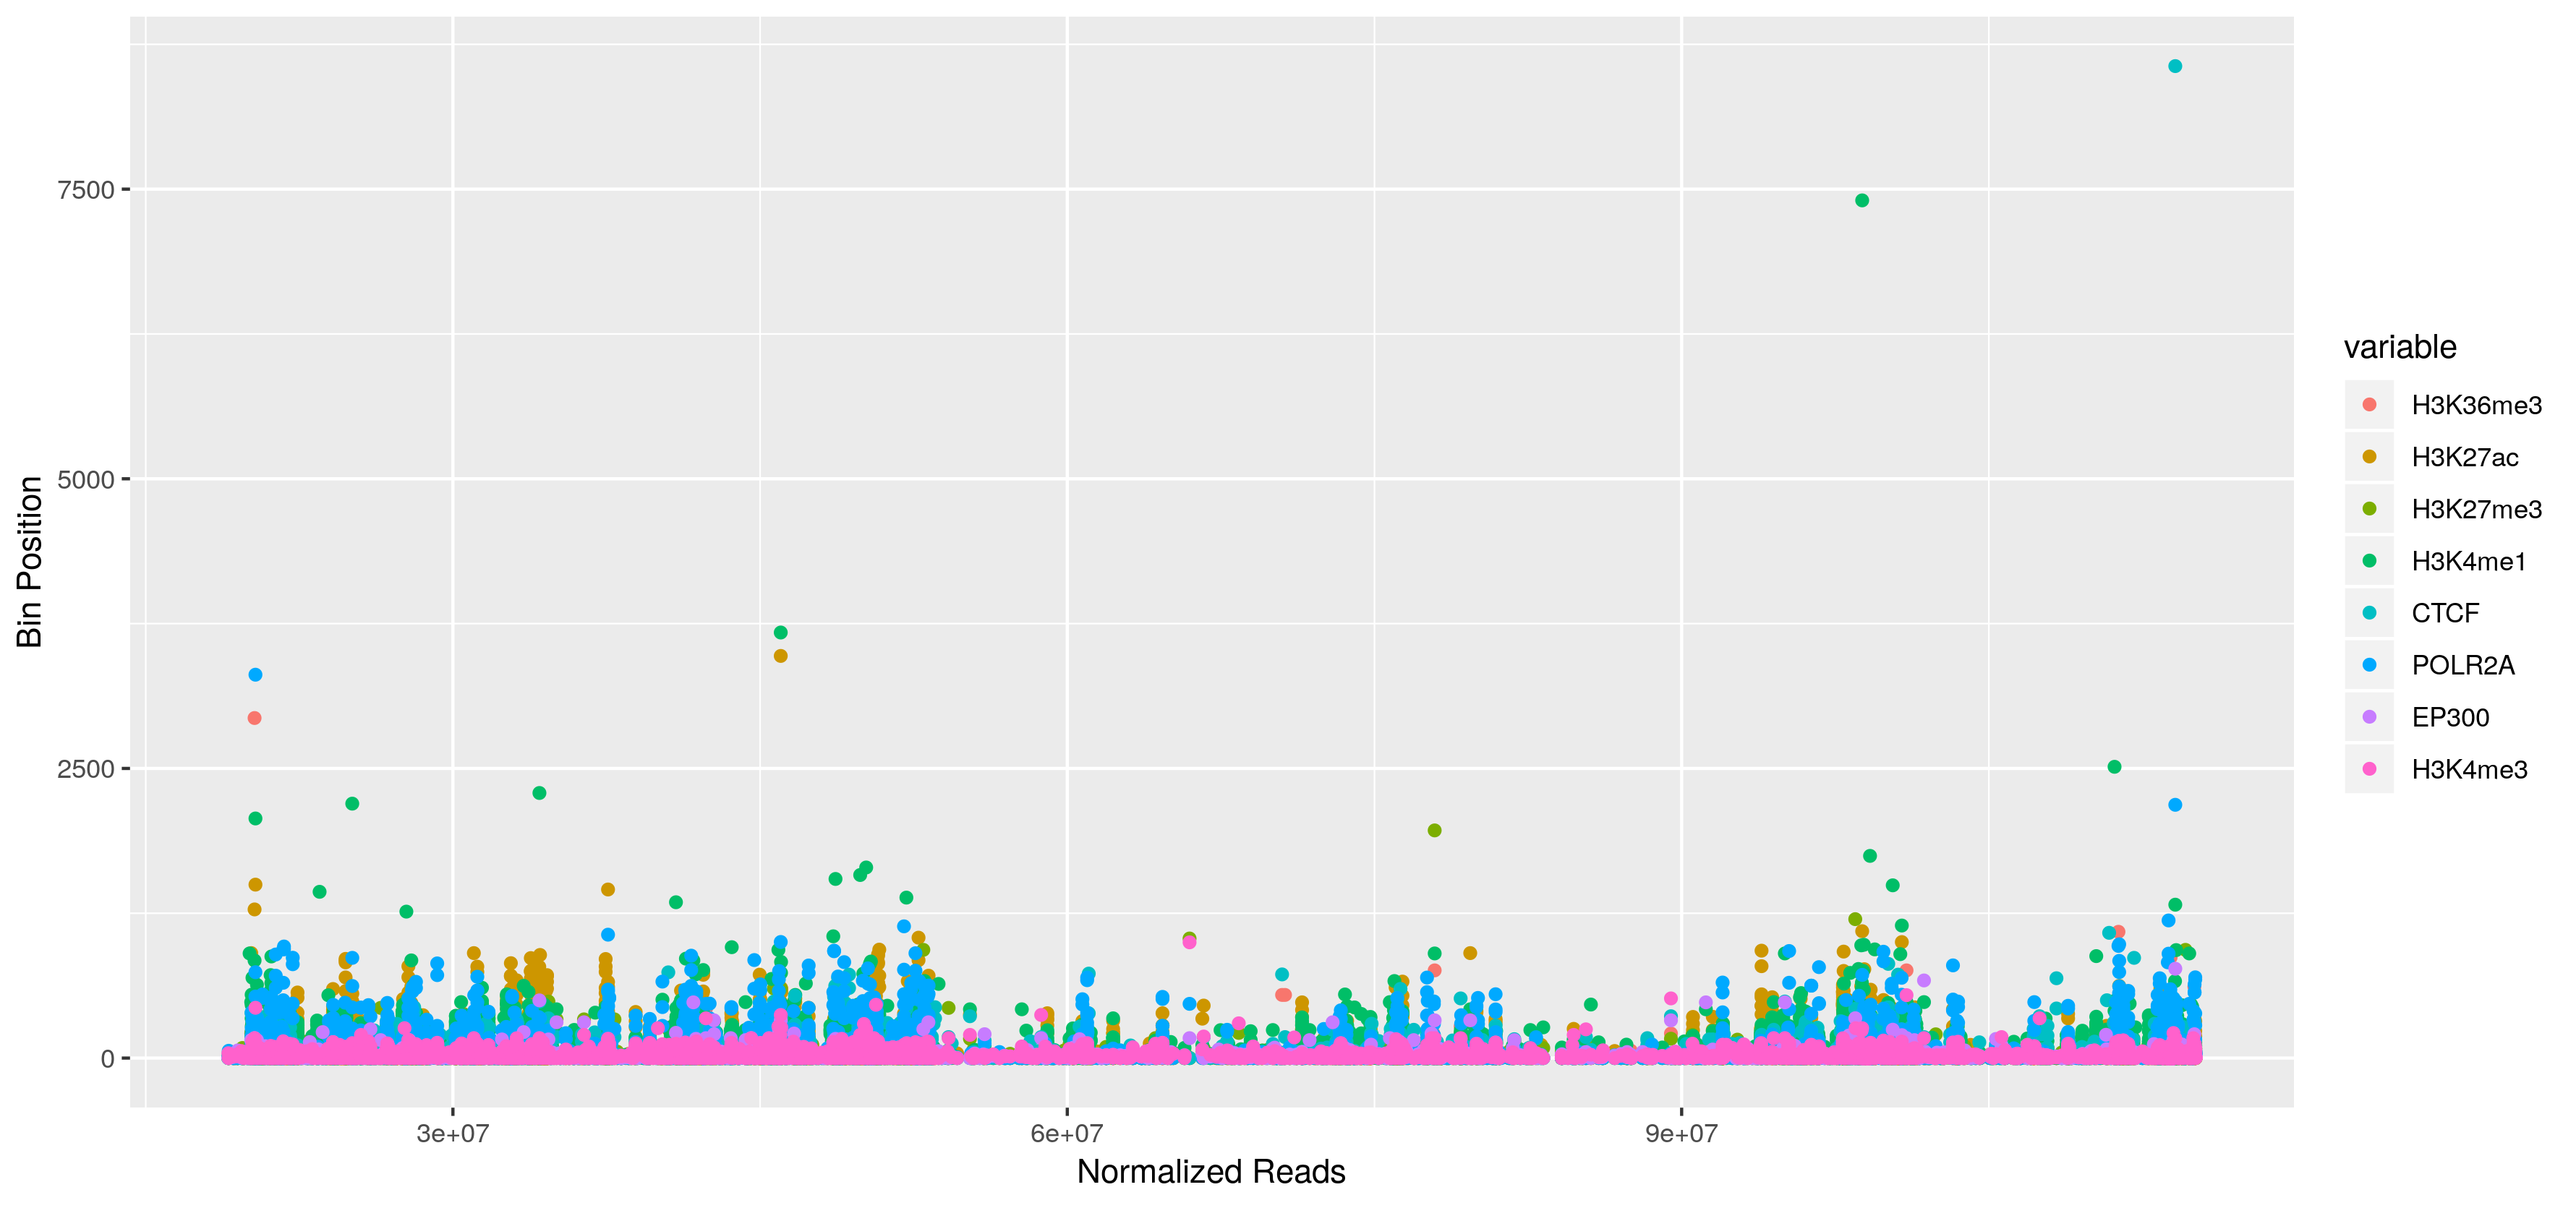 Bin Position
7500
5000
2500
0
3e+07
6e+07
9e+07
Normalized Reads
variable
H3K36me3
H3K27ac
H3K27me3
H3K4me1
CTCF
POLR2A
EP300
H3K4me3